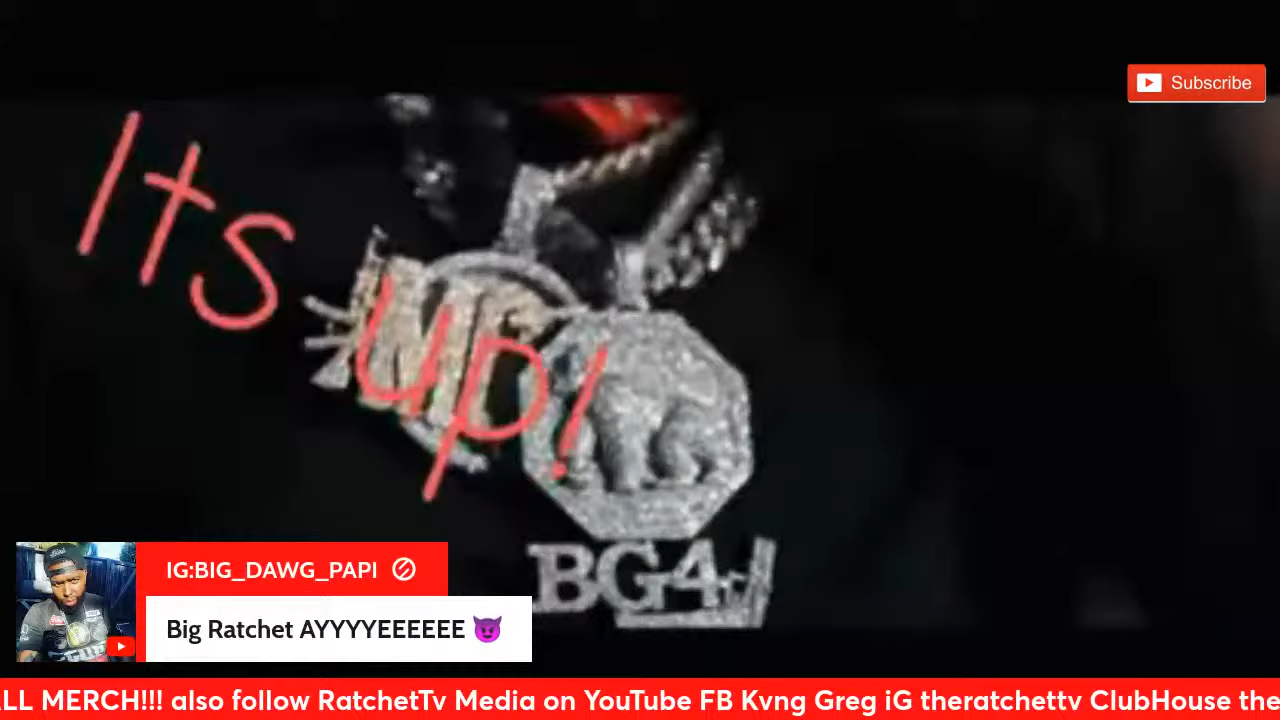 Subscribe
Its up!
BG4
IG:BIG_DAWG_PAPI
Big Ratchet AYYYYEEEEEE 😈
ALL MERCH!!! also follow RatchetTv Media on YouTube FB Kvng Greg iG theratchettv ClubHouse the